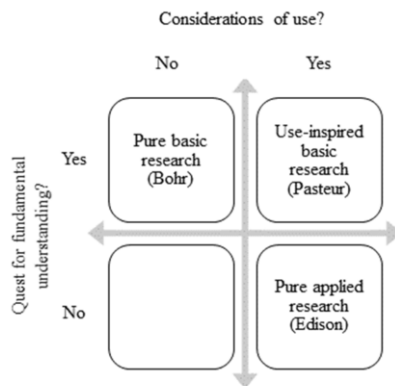 Considerations of use?
No Yes
Quest for fundamental
understanding?
Yes
Pure basic
research
(Bohr)
Use-inspired
basic
research
(Pasteur)
No
Pure applied
research
(Edison)